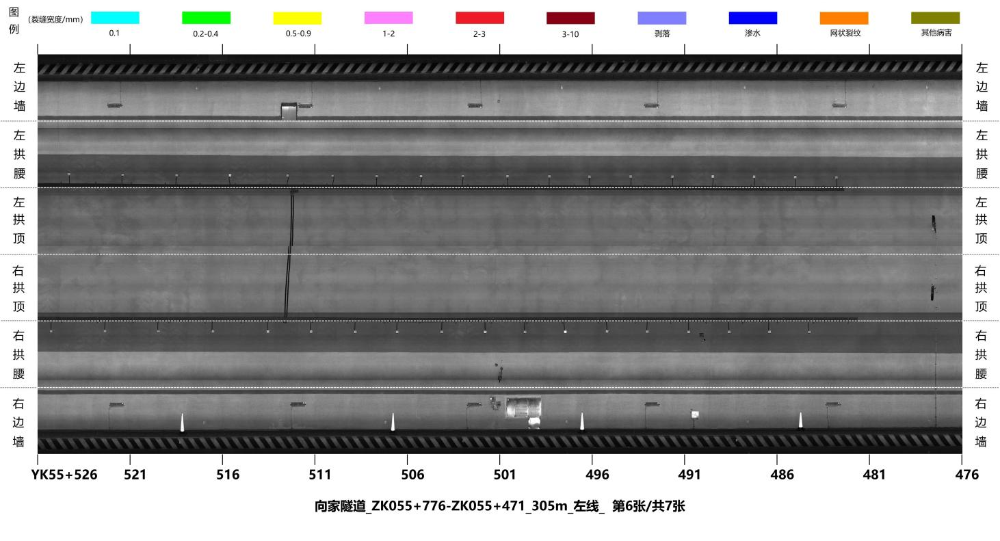 图例 (裂缝宽度/mm)
0.1 0.2-0.4 0.5-0.9 1-2 2-3 3-10 剥落 渗水 网状裂纹 其他病害
左边墙 左边墙
左拱腰 左拱腰
左拱顶 左拱顶
右拱顶 右拱顶
右拱腰 右拱腰
右边墙 右边墙
YK55+526 521 516 511 506 501 496 491 486 481 476
向家隧道_ZK055+776-ZK055+471_305m_左线_ 第6张/共7张